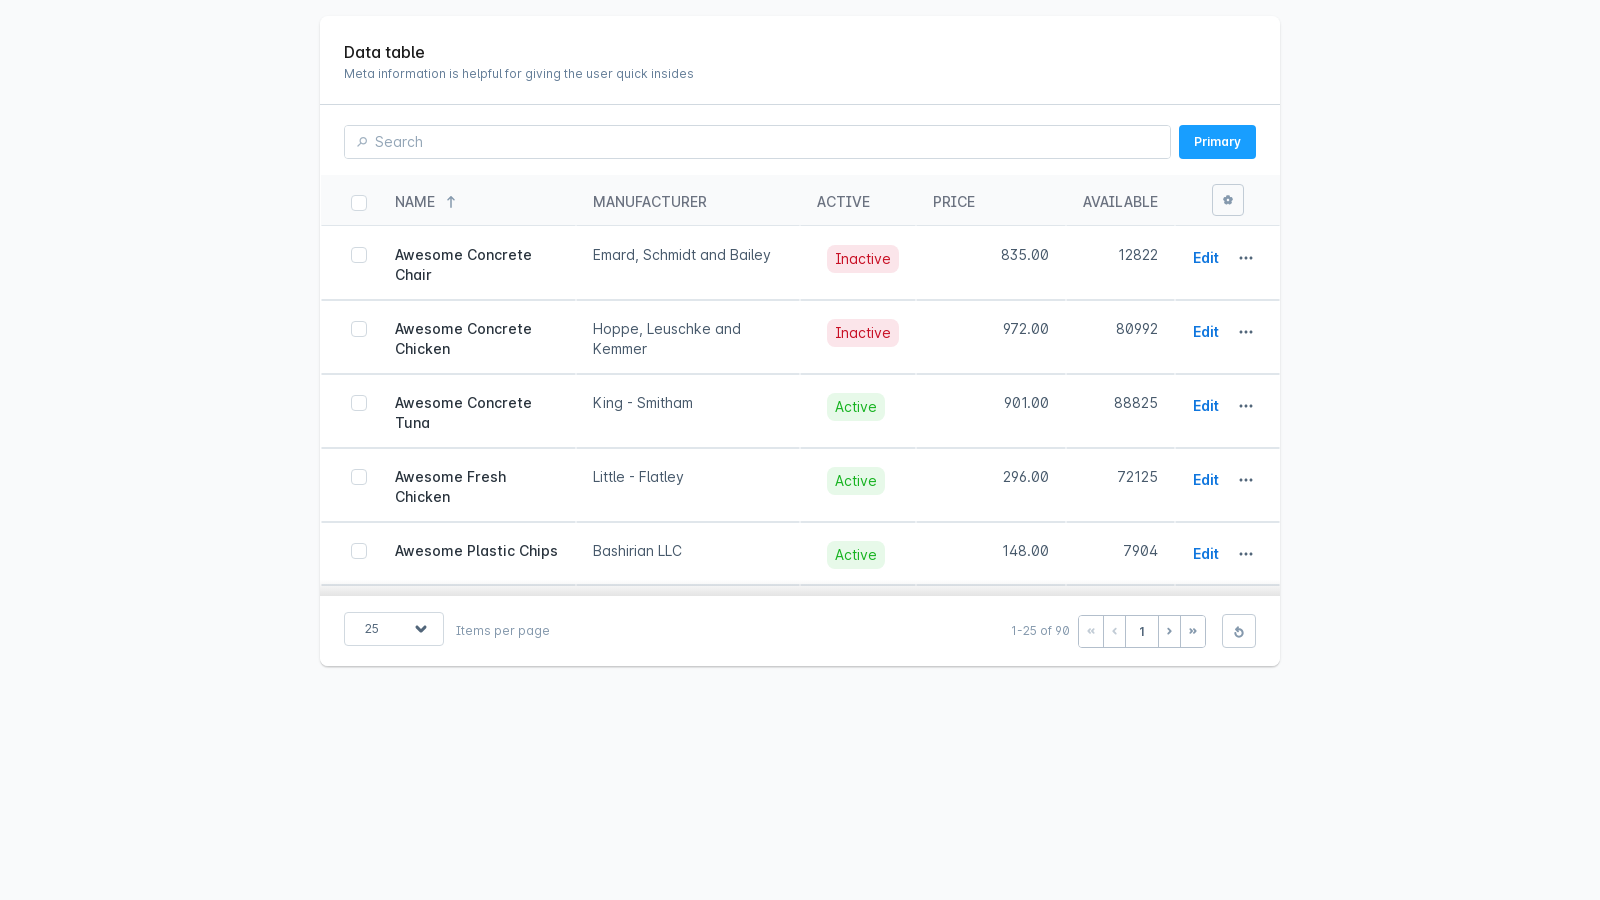 Data table
Meta information is helpful for giving the user quick insides
Search
Primary
NAME MANUFACTURER ACTIVE PRICE AVAILABLE
Awesome Concrete Emard, Schmidt and Bailey Inactive 835.00 12822 Edit
Chair
Awesome Concrete Hoppe, Leuschke and Inactive 972.00 80992 Edit
Chicken Kemmer
Awesome Concrete King - Smitham Active 901.00 88825 Edit
Tuna
Awesome Fresh Little - Flatley Active 296.00 72125 Edit
Chicken
Awesome Plastic Chips Bashirian LLC Active 148.00 7904 Edit
25 Items per page 1-25 of 90 « ‹ 1 › »